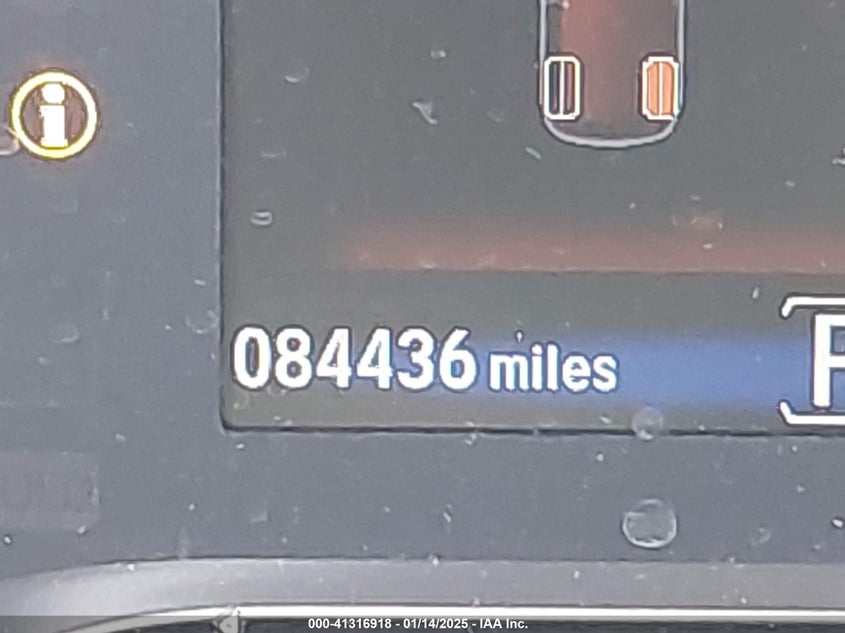 i
084436 miles
000-41316918 - 01/14/2025 - IAA Inc.